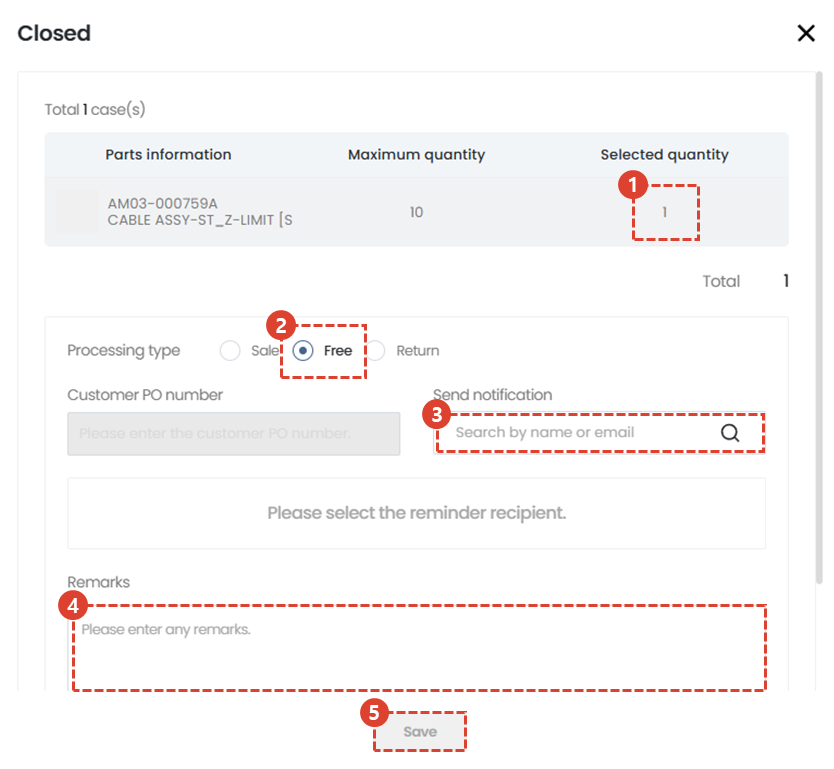 Closed
Total 1 case(s)
Parts information Maximum quantity Selected quantity
1
AM03-000759A
CABLE ASSY-ST_Z-LIMIT [S 10 1
Total 1
2
Processing type Sale Free Return
Customer PO number Send notification
3
Please enter the customer PO number. Search by name or email
Please select the reminder recipient.
Remarks
4
Please enter any remarks.
5
Save